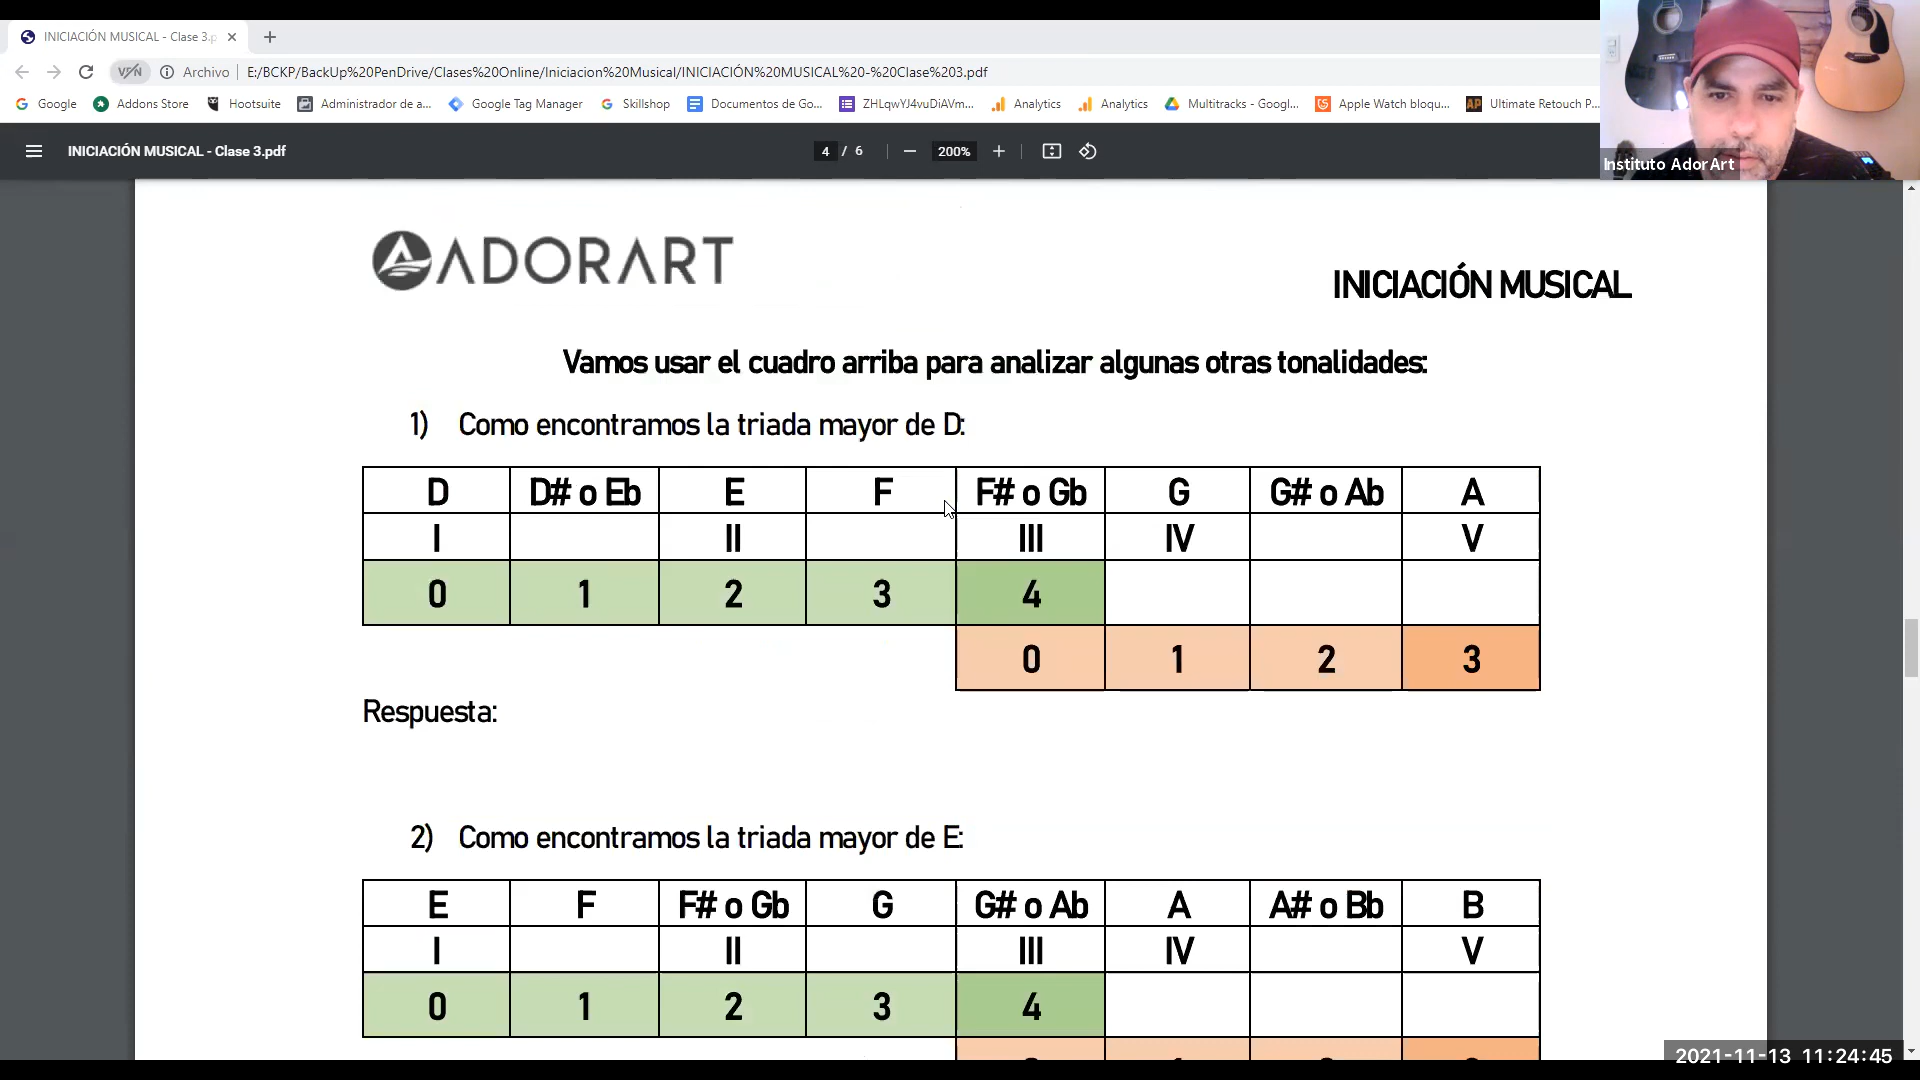 INICIACIÓN MUSICAL - Clase 3.p
Archivo E:/BCKP/BackUp%20PenDrive/Clases%20Online/Iniciacion%20Musical/INICIACIÓN%20MUSICAL%20-%20Clase%203.pdf
Google Addons Store Hootsuite Administrador de a... Google Tag Manager Skillshop Documentos de Go... ZHLqwYJ4vuDiAVm... Analytics Analytics Multitracks - Googl... Apple Watch bloqu... Ultimate Retouch P...
INICIACIÓN MUSICAL - Clase 3.pdf 4 / 6 200%
Instituto AdorArt
ADORART
INICIACIÓN MUSICAL
Vamos usar el cuadro arriba para analizar algunas otras tonalidades:
1) Como encontramos la triada mayor de D:
D D# o Eb E F F# o Gb G G# o Ab A
I II III IV V
0 1 2 3 4
0 1 2 3
Respuesta:
2) Como encontramos la triada mayor de E:
E F F# o Gb G G# o Ab A A# o Bb B
I II III IV V
0 1 2 3 4
2021-11-13 11:24:45